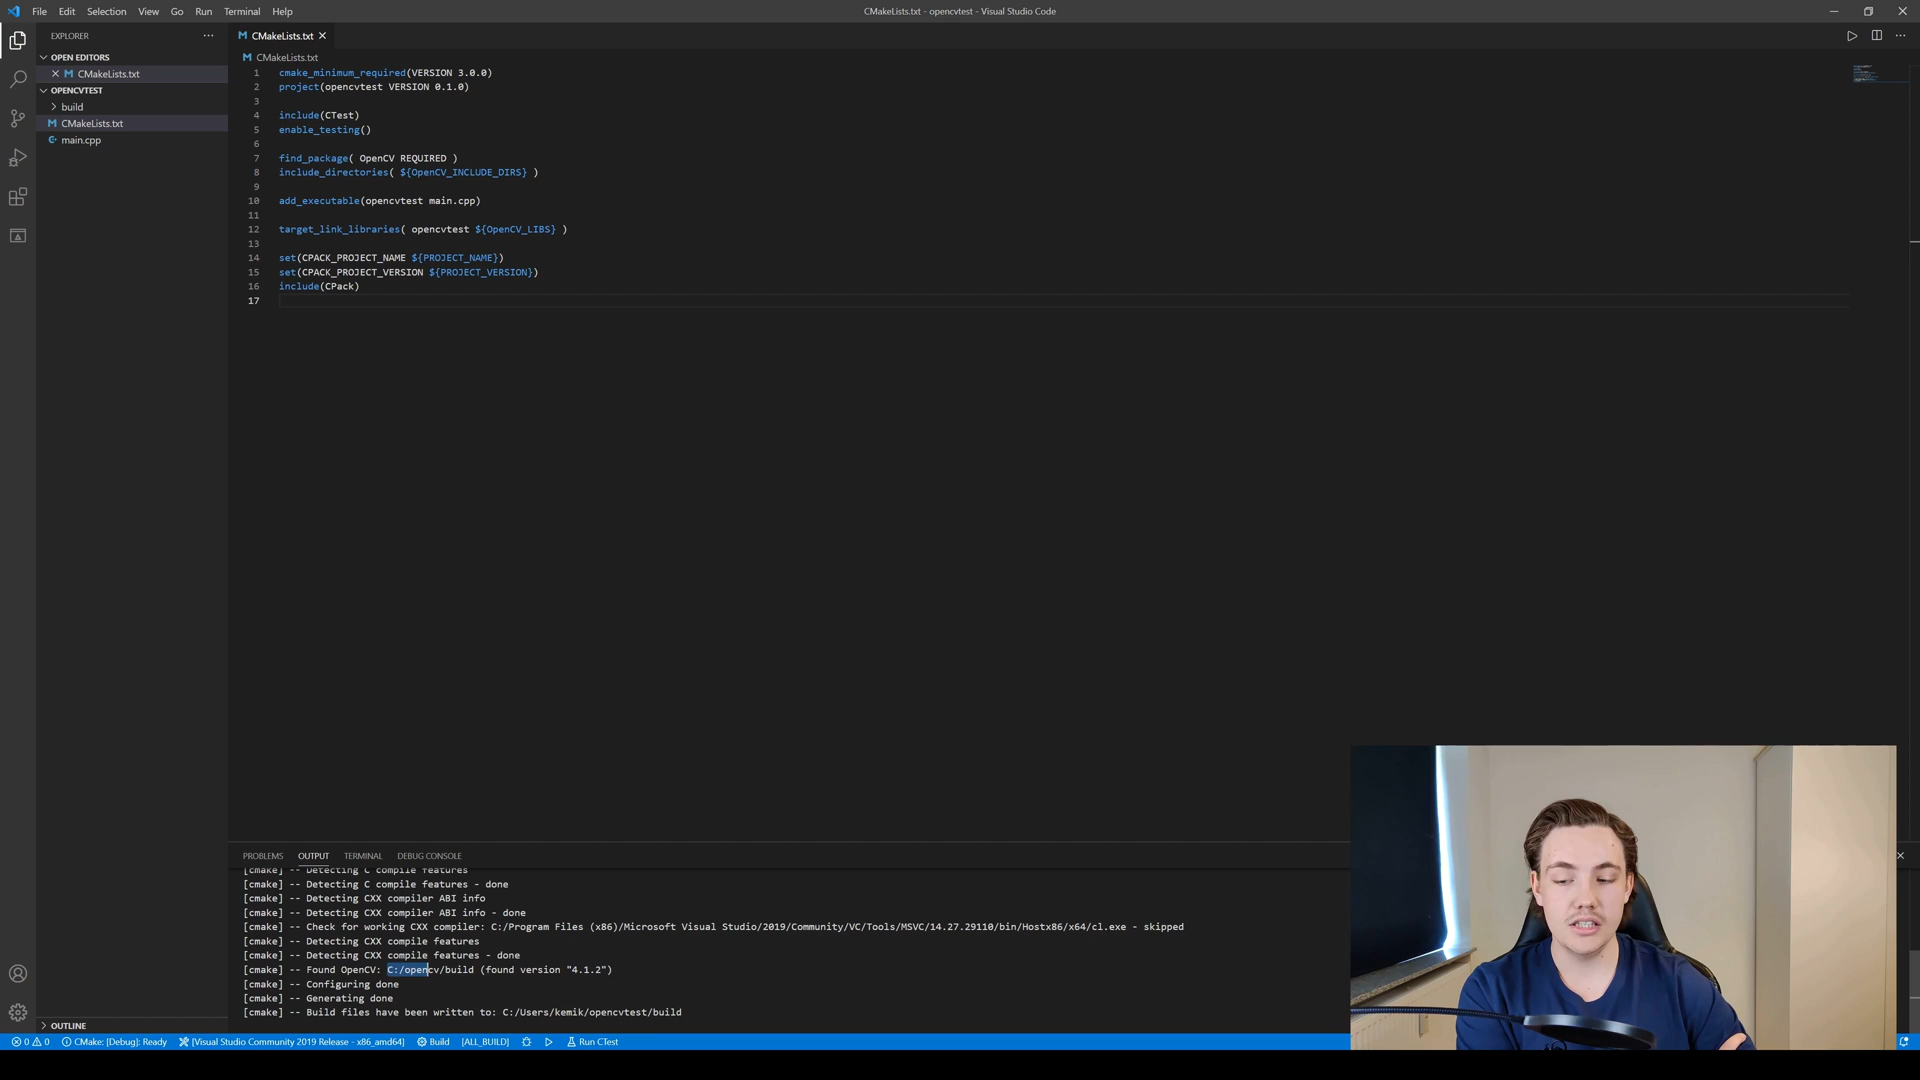 File Edit Selection View Go Run Terminal Help
CMakeLists.txt - opencvtest - Visual Studio Code
EXPLORER
OPEN EDITORS
CMakeLists.txt
OPENCVTEST
build
CMakeLists.txt
main.cpp
OUTLINE
CMakeLists.txt
CMakeLists.txt
1 cmake_minimum_required(VERSION 3.0.0)
2 project(opencvtest VERSION 0.1.0)
3
4 include(CTest)
5 enable_testing()
6
7 find_package( OpenCV REQUIRED )
8 include_directories( ${OpenCV_INCLUDE_DIRS} )
9
10 add_executable(opencvtest main.cpp)
11
12 target_link_libraries( opencvtest ${OpenCV_LIBS} )
13
14 set(CPACK_PROJECT_NAME ${PROJECT_NAME})
15 set(CPACK_PROJECT_VERSION ${PROJECT_VERSION})
16 include(CPack)
17
PROBLEMS OUTPUT TERMINAL DEBUG CONSOLE
[cmake] -- Detecting C compile features
[cmake] -- Detecting C compile features - done
[cmake] -- Detecting CXX compiler ABI info
[cmake] -- Detecting CXX compiler ABI info - done
[cmake] -- Check for working CXX compiler: C:/Program Files (x86)/Microsoft Visual Studio/2019/Community/VC/Tools/MSVC/14.27.29110/bin/Hostx86/x64/cl.exe - skipped
[cmake] -- Detecting CXX compile features
[cmake] -- Detecting CXX compile features - done
[cmake] -- Found OpenCV: C:/opencv/build (found version "4.1.2")
[cmake] -- Configuring done
[cmake] -- Generating done
[cmake] -- Build files have been written to: C:/Users/kemik/opencvtest/build
0 0 CMake: [Debug]: Ready [Visual Studio Community 2019 Release - x86_amd64] Build [ALL_BUILD] Run CTest